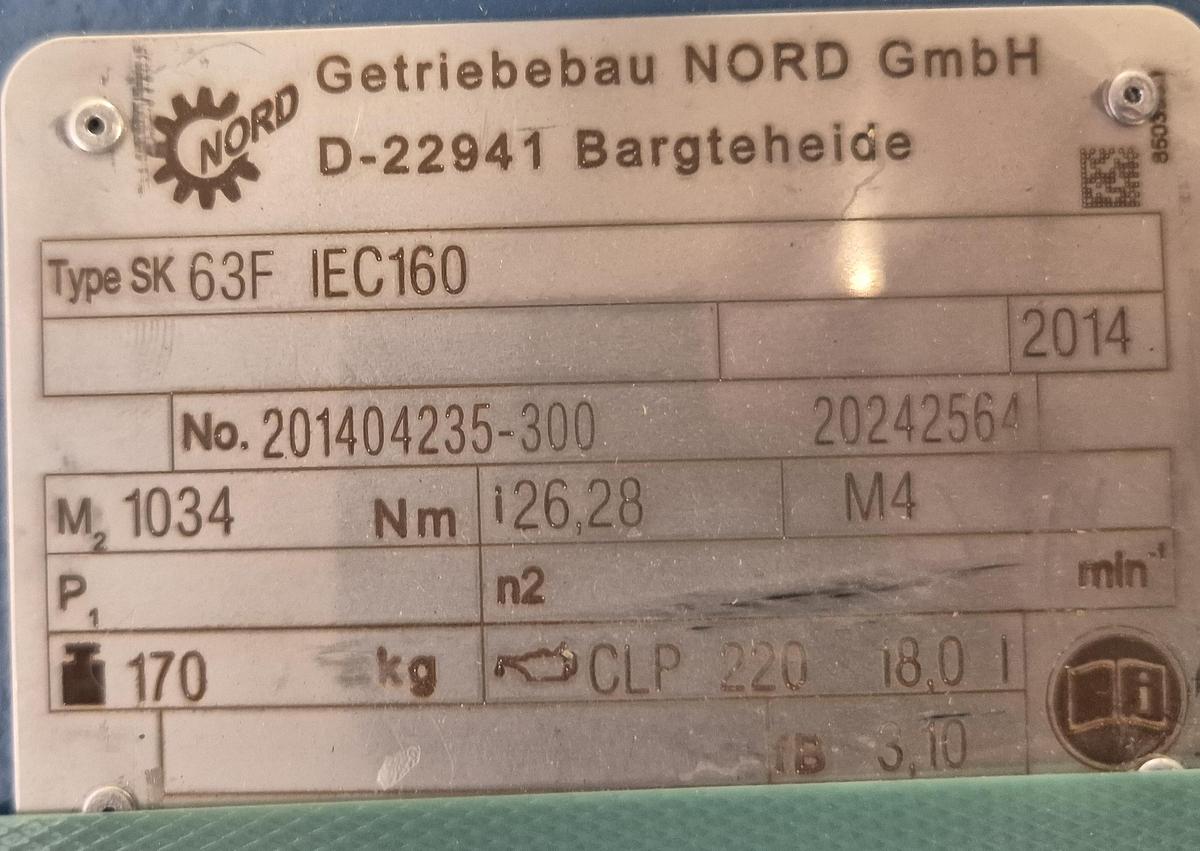 NORD
Getriebebau NORD GmbH
D-22941 Bargteheide
Type SK 63F IEC160
2014
No. 201404235-300 20242564
M2 1034 Nm i 26,28 M4
P1 n2 min-1
170 kg CLP 220 18,0 l
fB 3,10